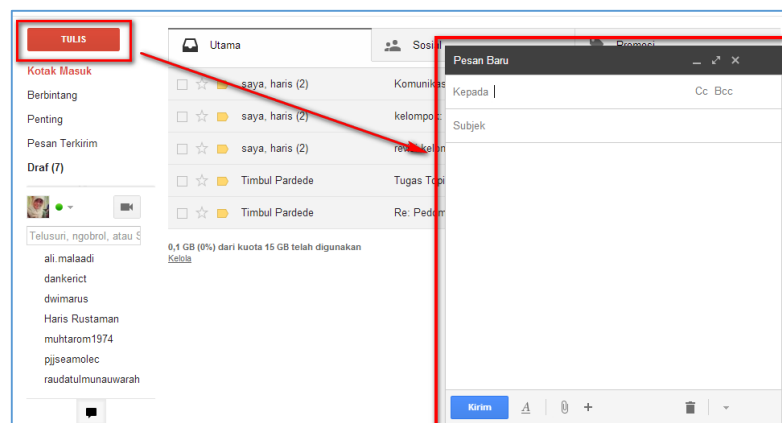 TULIS
Kotak Masuk
Berbintang
Penting
Pesan Terkirim
Draf (7)
Telusuri, ngobrol, atau S
ali.malaadi
dankerict
dwimarus
Haris Rustaman
muhtarom1974
pjjseamolec
raudatulmunauwarah
Utama
Sosial
Promosi
saya, haris (2) Komunikas
saya, haris (2) kelompok:
saya, haris (2)
Timbul Pardede Tugas Topi
Timbul Pardede Re: Pedom
0,1 GB (0%) dari kuota 15 GB telah digunakan
Kelola
Pesan Baru
Kepada Cc Bcc
Subjek
Kirim A